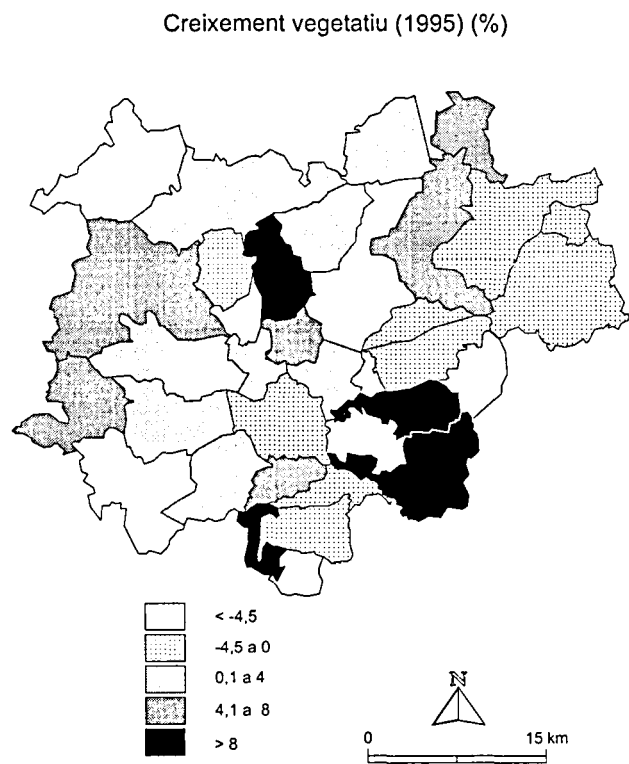 Creixement vegetatiu (1995) (%)
< -4,5
-4,5 a 0
0,1 a 4
4,1 a 8
> 8
N
0 15 km